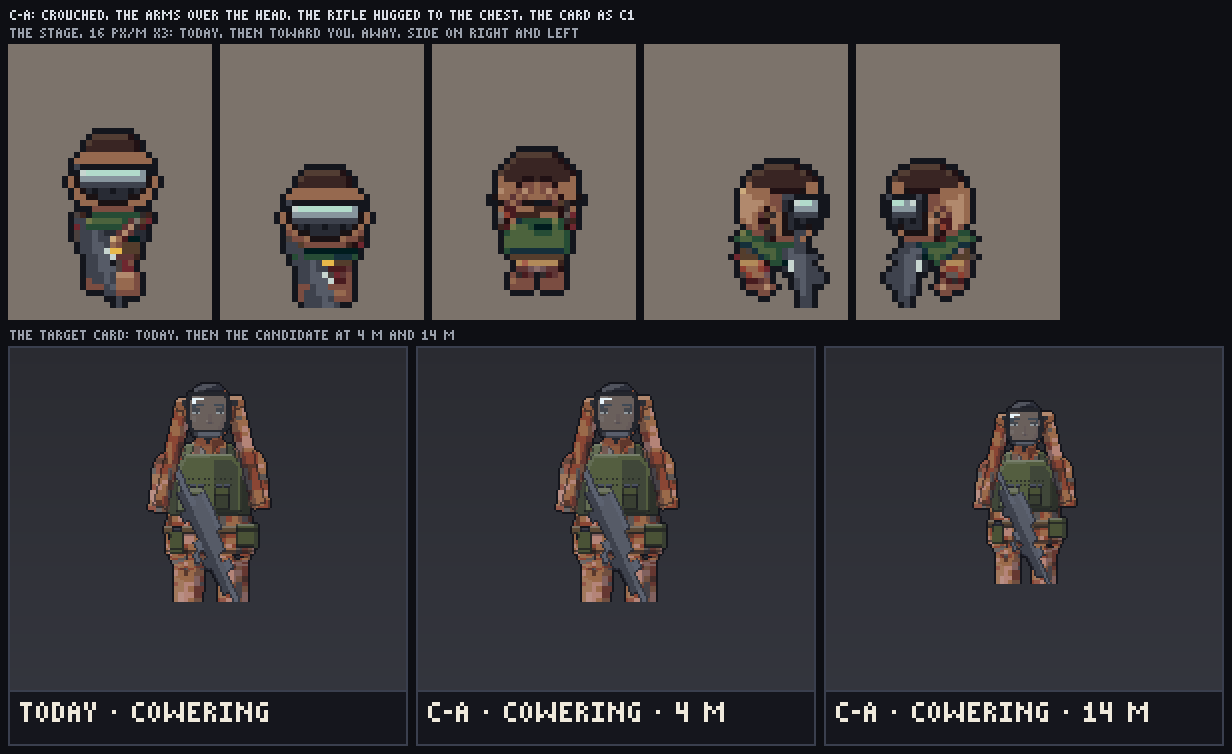 C-A: CROUCHED, THE ARMS OVER THE HEAD, THE RIFLE HUGGED TO THE CHEST, THE CARD AS C1
THE STAGE, 16 PX/M X3: TODAY, THEN TOWARD YOU, AWAY, SIDE ON RIGHT AND LEFT
THE TARGET CARD: TODAY, THEN THE CANDIDATE AT 4 M AND 14 M
TODAY · COWERING
C-A · COWERING · 4 M
C-A · COWERING · 14 M